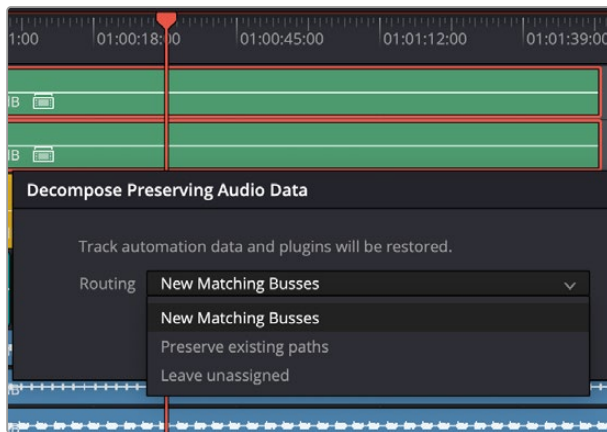 1:00 01:00:18:00 01:00:45:00 01:01:12:00 01:01:39:00
IB
IB
Decompose Preserving Audio Data
Track automation data and plugins will be restored.
Routing New Matching Busses
New Matching Busses
Preserve existing paths
Leave unassigned